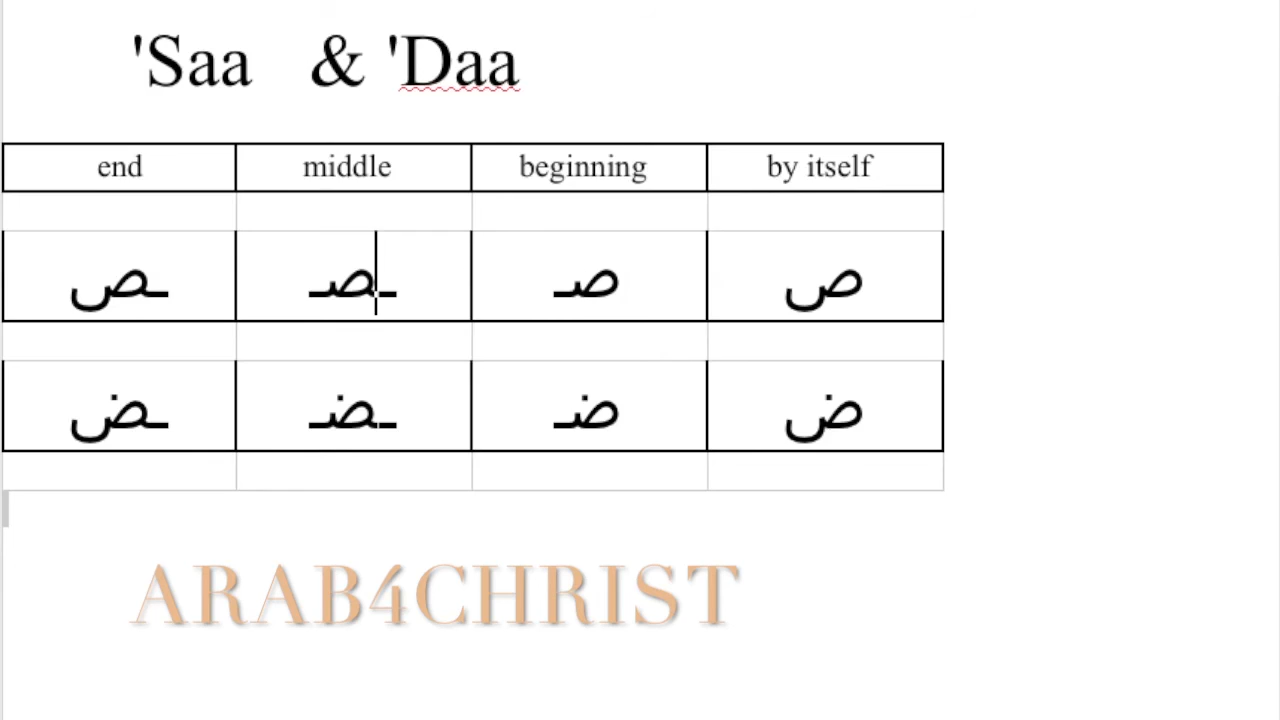 'Saa & 'Daa
end middle beginning by itself
ـص ـصـ صـ ص
ـض ـضـ ضـ ض
ARAB4CHRIST